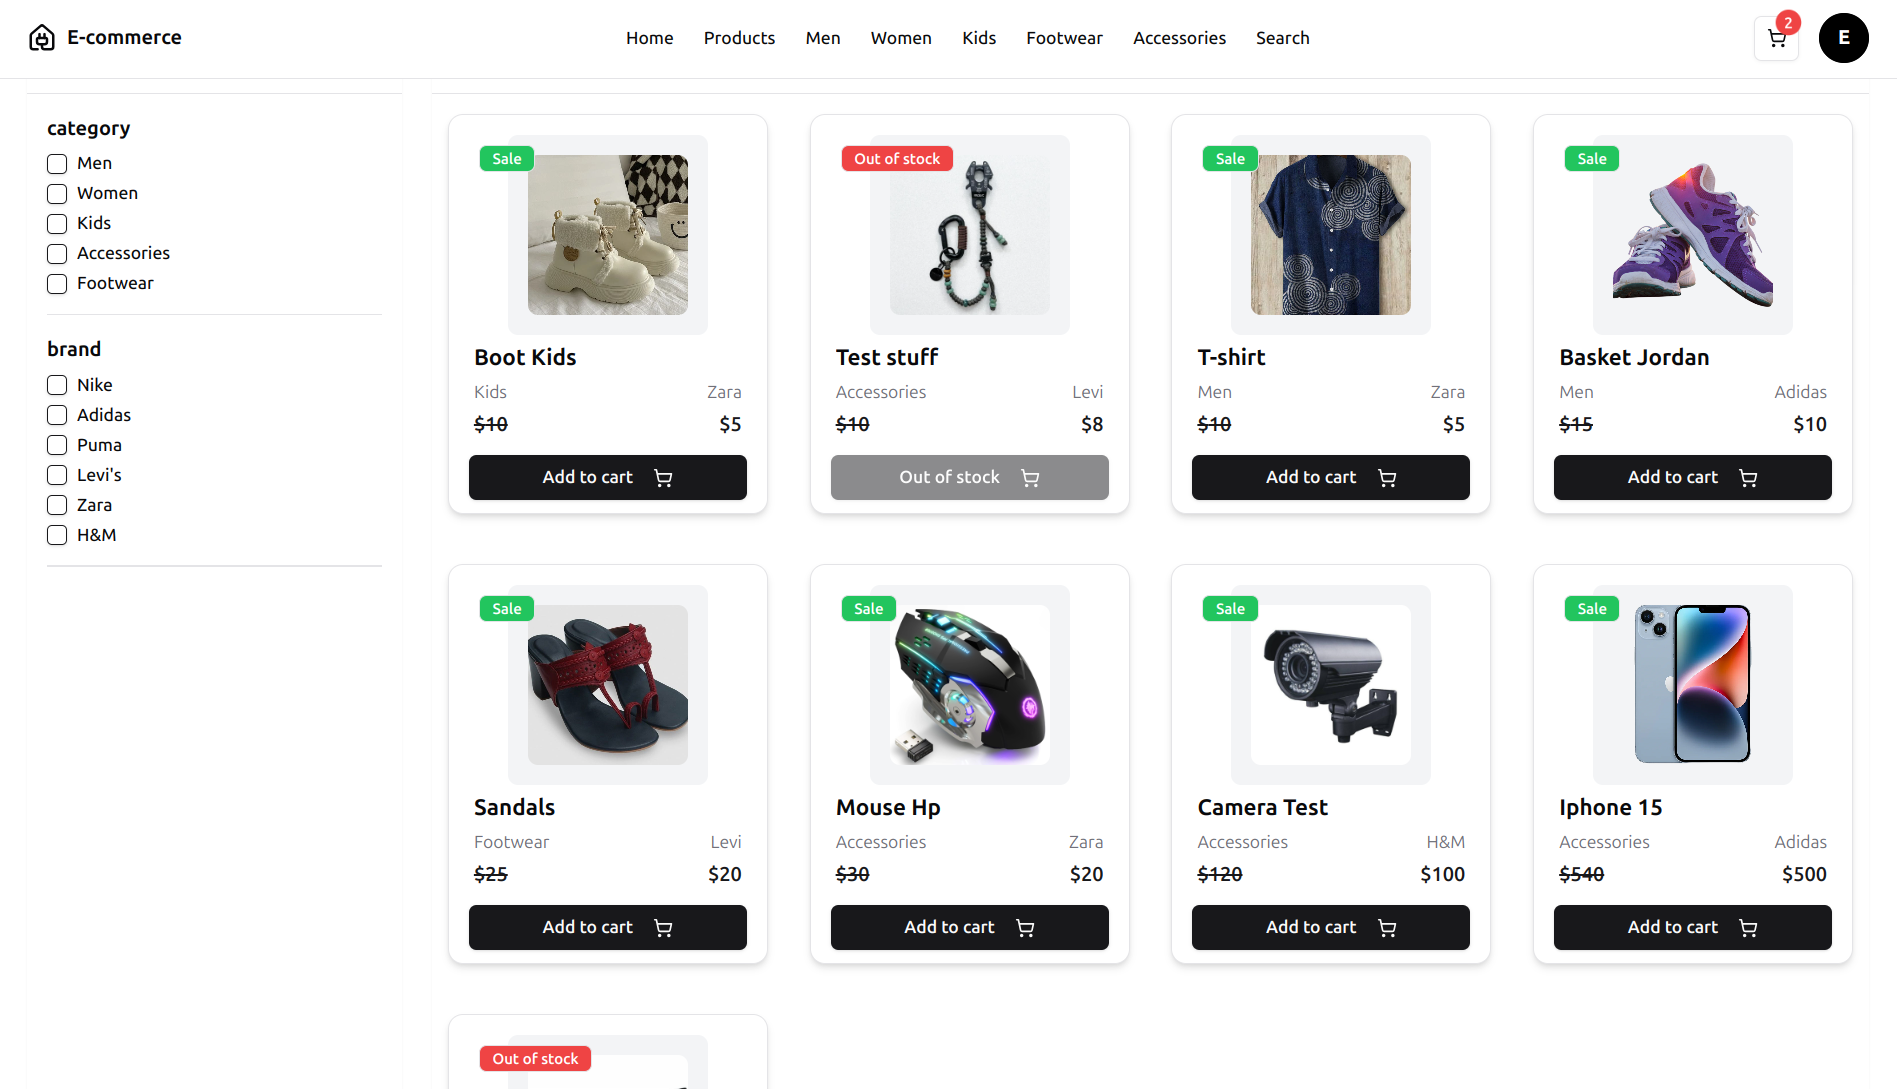 E-commerce
Home Products Men Women Kids Footwear Accessories Search
2
E
category
Men
Women
Kids
Accessories
Footwear
brand
Nike
Adidas
Puma
Levi's
Zara
H&M
Sale
Boot Kids
Kids Zara
$10 $5
Add to cart
Out of stock
Test stuff
Accessories Levi
$10 $8
Out of stock
Sale
T-shirt
Men Zara
$10 $5
Add to cart
Sale
Basket Jordan
Men Adidas
$15 $10
Add to cart
Sale
Sandals
Footwear Levi
$25 $20
Add to cart
Sale
Mouse Hp
Accessories Zara
$30 $20
Add to cart
Sale
Camera Test
Accessories H&M
$120 $100
Add to cart
Sale
Iphone 15
Accessories Adidas
$540 $500
Add to cart
Out of stock